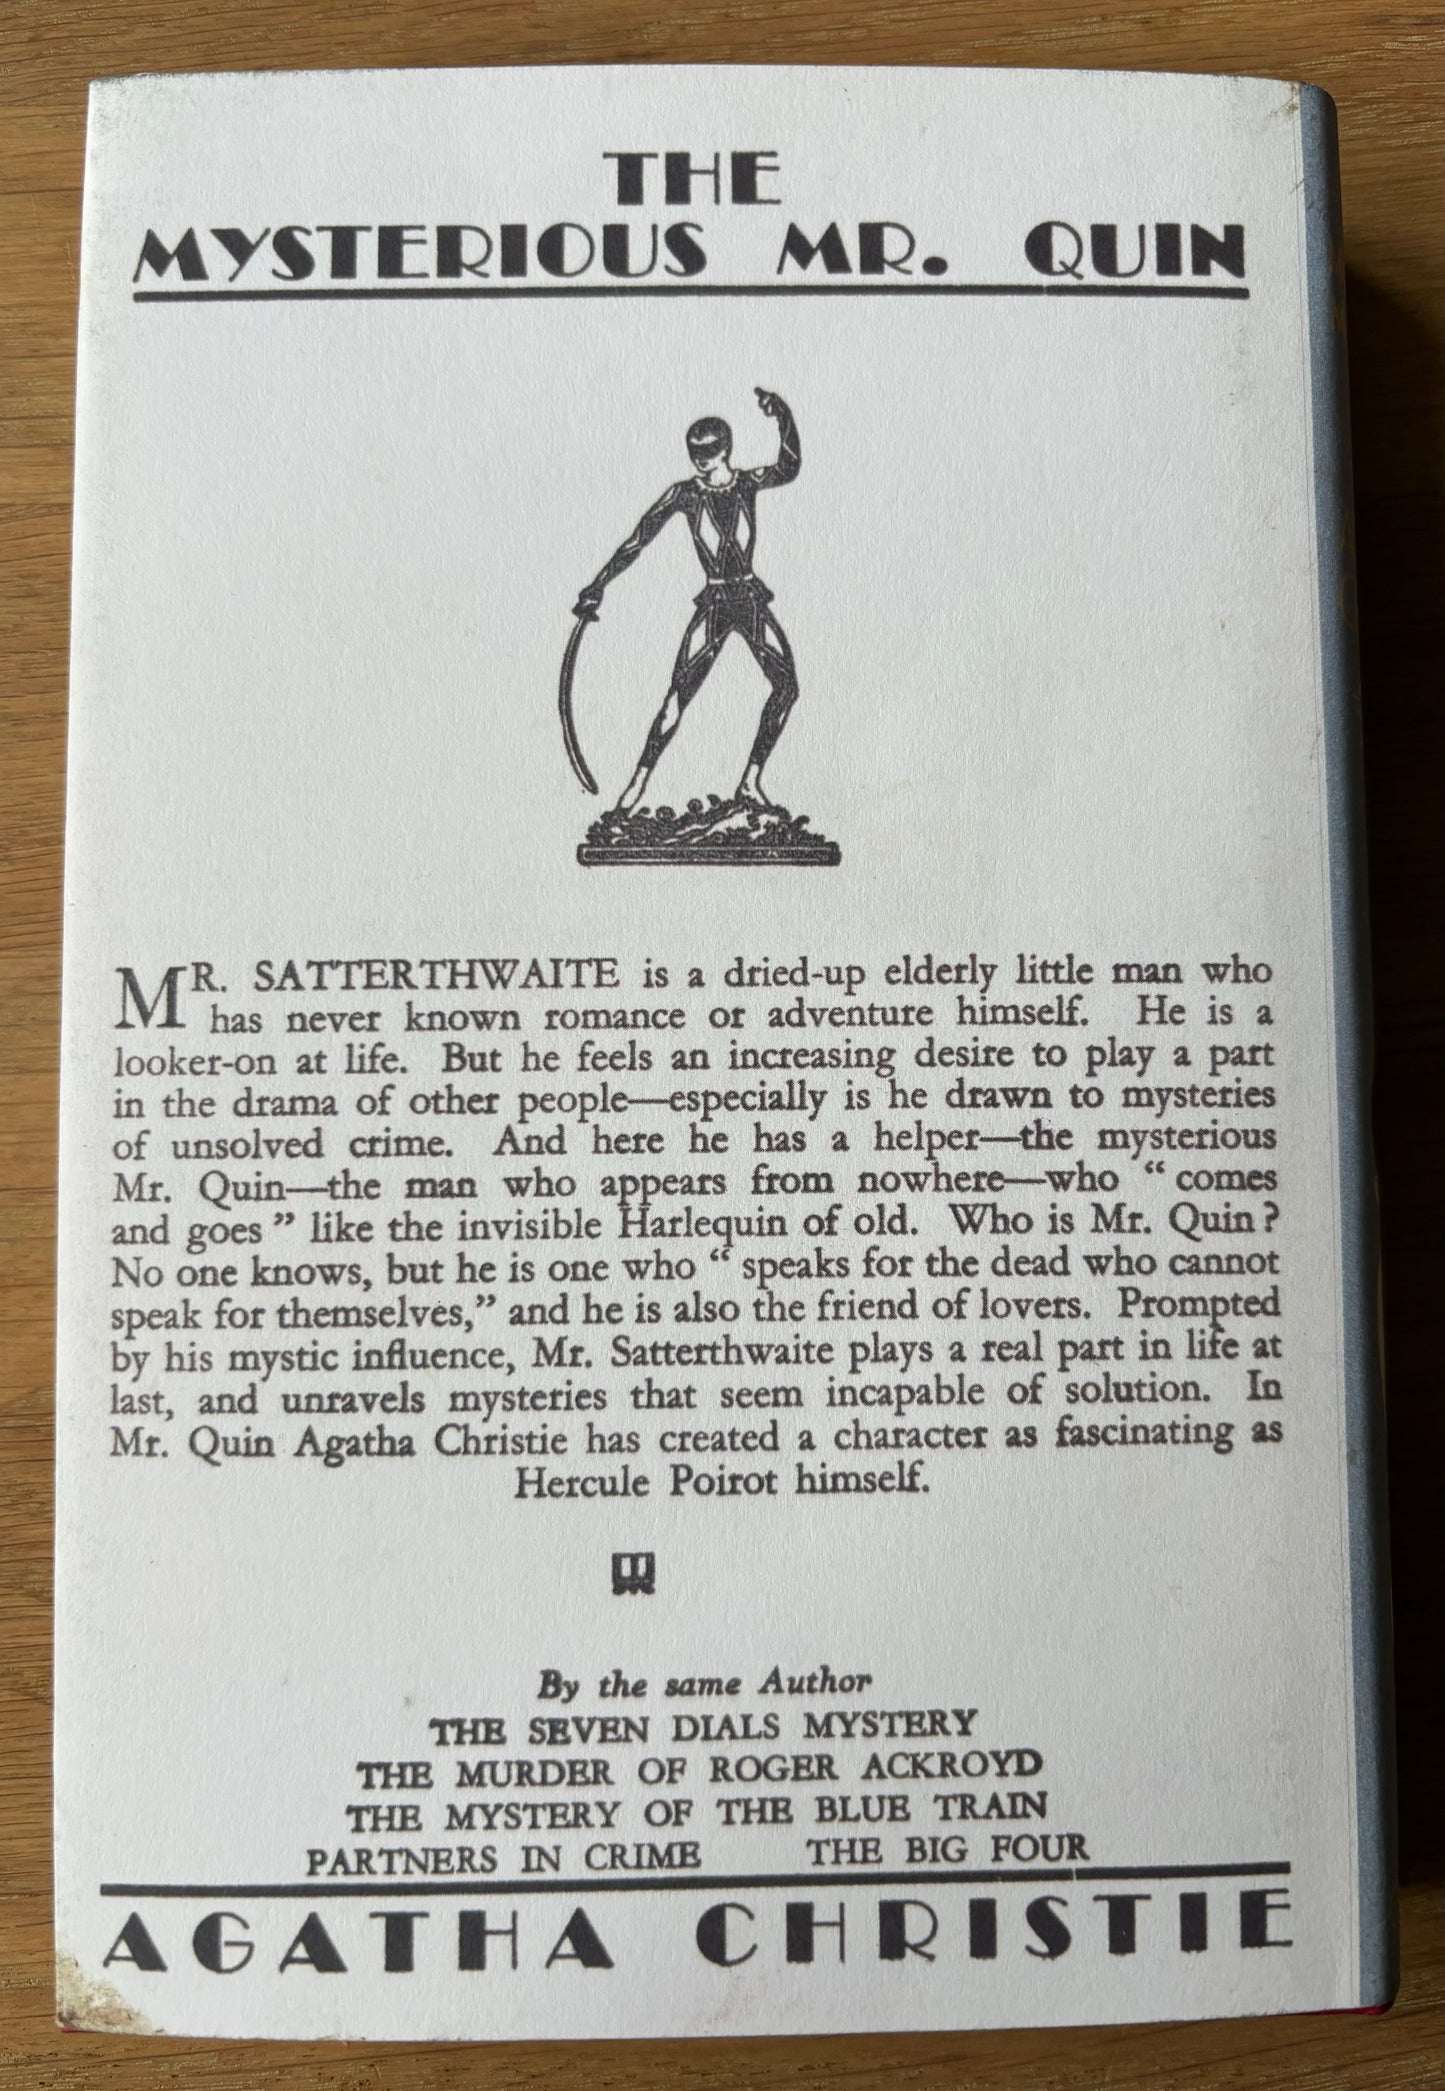 THE
MYSTERIOUS MR. QUIN
MR. SATTERTHWAITE is a dried-up elderly little man who
has never known romance or adventure himself. He is a
looker-on at life. But he feels an increasing desire to play a part
in the drama of other people—especially is he drawn to mysteries
of unsolved crime. And here he has a helper—the mysterious
Mr. Quin—the man who appears from nowhere—who “ comes
and goes ” like the invisible Harlequin of old. Who is Mr. Quin ?
No one knows, but he is one who “ speaks for the dead who cannot
speak for themselves,” and he is also the friend of lovers. Prompted
by his mystic influence, Mr. Satterthwaite plays a real part in life at
last, and unravels mysteries that seem incapable of solution. In
Mr. Quin Agatha Christie has created a character as fascinating as
Hercule Poirot himself.
By the same Author
THE SEVEN DIALS MYSTERY
THE MURDER OF ROGER ACKROYD
THE MYSTERY OF THE BLUE TRAIN
PARTNERS IN CRIME THE BIG FOUR
AGATHA CHRISTIE